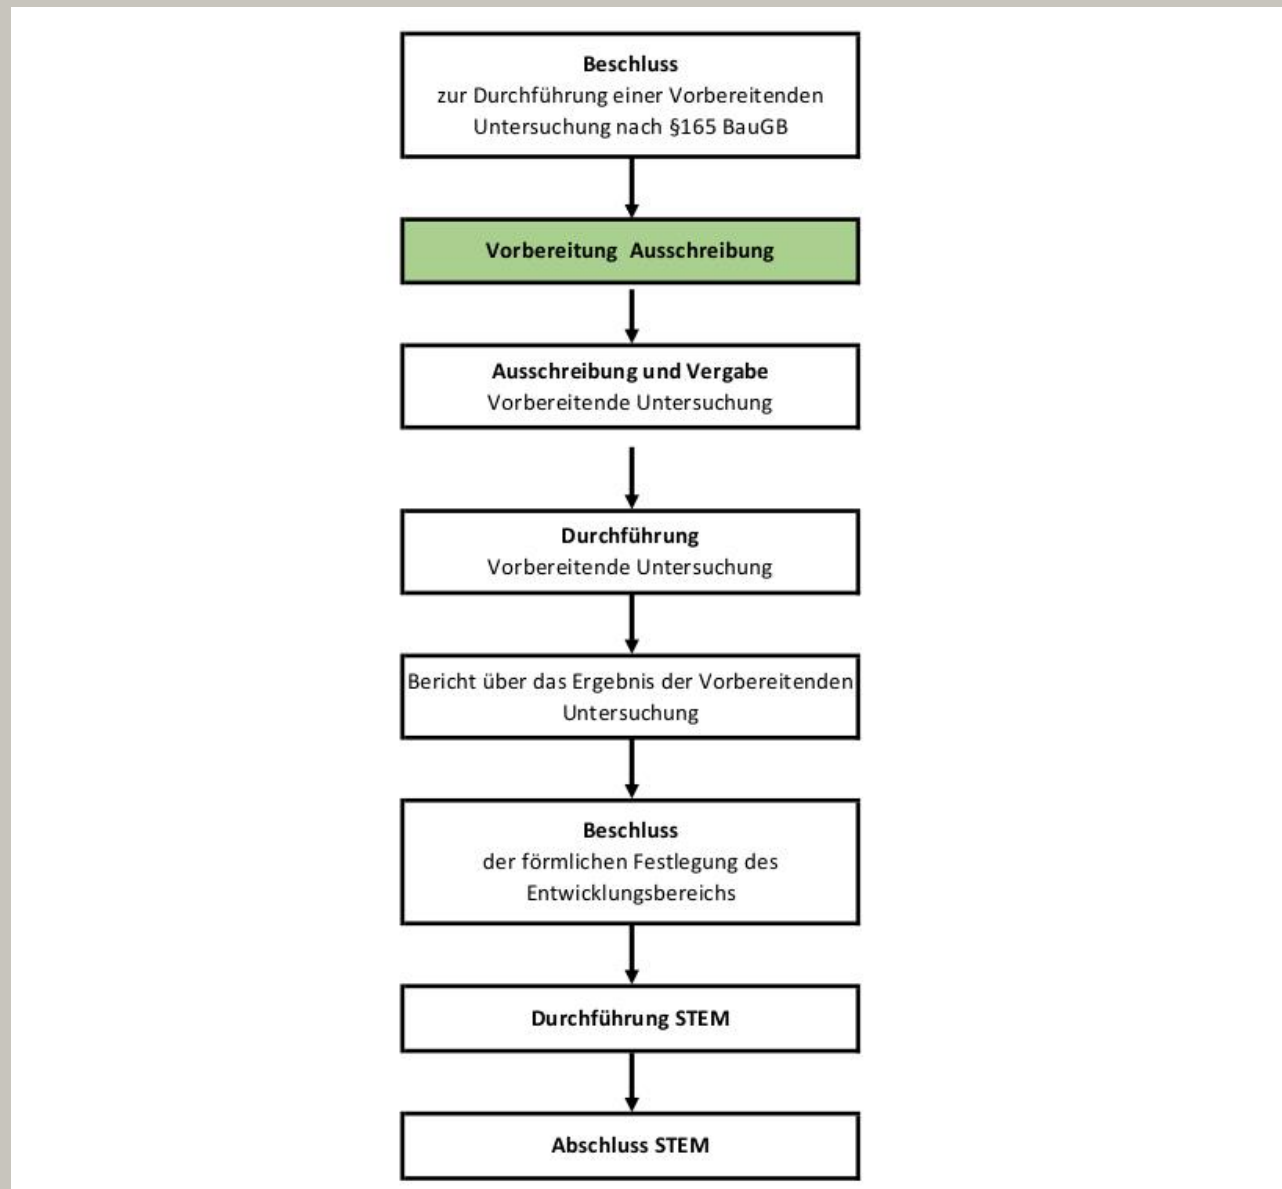 Beschluss
zur Durchführung einer Vorbereitenden
Untersuchung nach §165 BauGB
Vorbereitung Ausschreibung
Ausschreibung und Vergabe
Vorbereitende Untersuchung
Durchführung
Vorbereitende Untersuchung
Bericht über das Ergebnis der Vorbereitenden
Untersuchung
Beschluss
der förmlichen Festlegung des
Entwicklungsbereichs
Durchführung STEM
Abschluss STEM